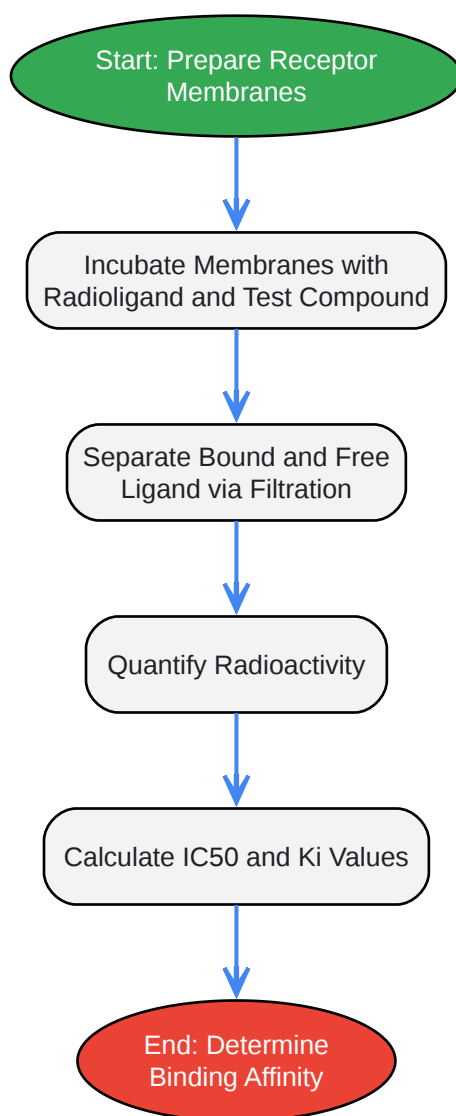 Start: Prepare Receptor
Membranes
Incubate Membranes with
Radioligand and Test Compound
Separate Bound and Free
Ligand via Filtration
Quantify Radioactivity
Calculate IC50 and Ki Values
End: Determine
Binding Affinity